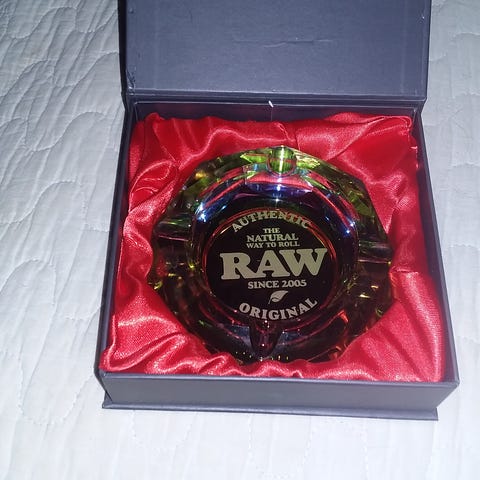 AUTHENTIC
THE
NATURAL
WAY TO ROLL
RAW
SINCE 2005
ORIGINAL